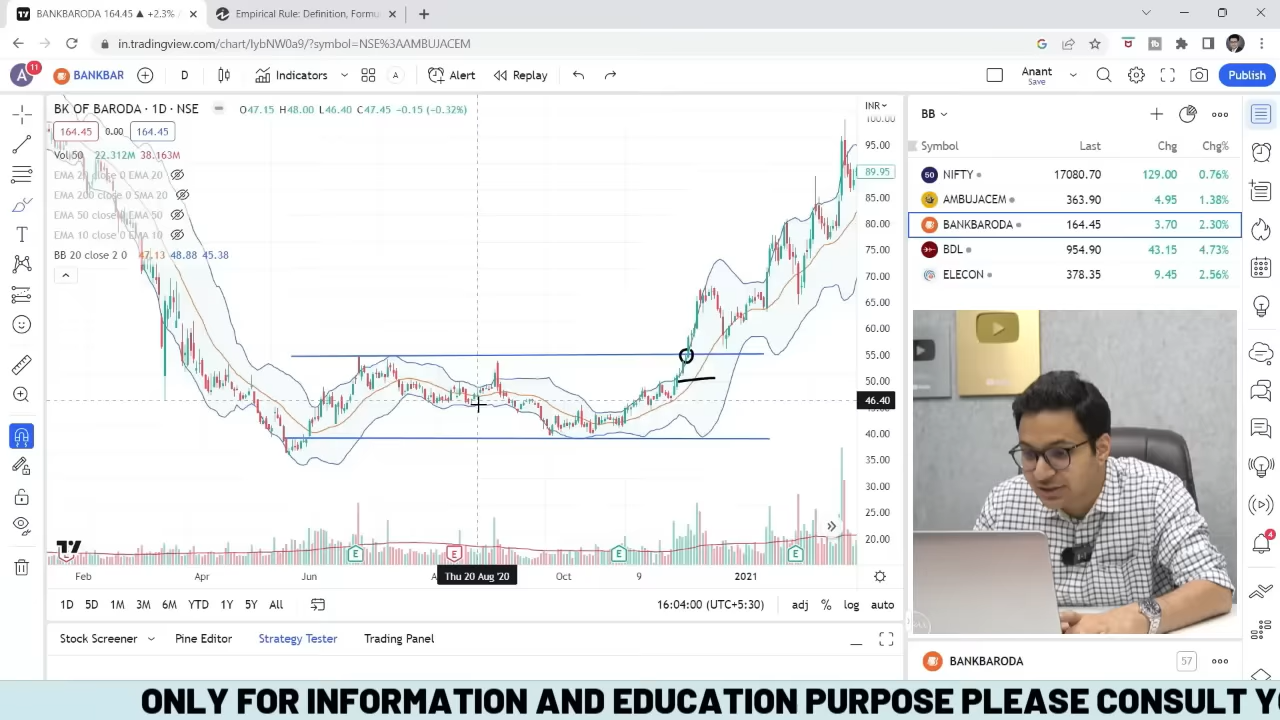 BANKBARODA 164.45 ▲ +2.3%
Empirical Rule: Definition, Formu
in.tradingview.com/chart/IybNW0a9/?symbol=NSE%3AAMBUJACEM
A 11 BANKBAR D Indicators A Alert Replay Anant Save Publish
BK OF BARODA · 1D · NSE O47.15 H48.00 L46.40 C47.45 −0.15 (−0.32%)
164.45 0.00 164.45
Vol 50 22.312M 38.163M
EMA 20 close 0 EMA 20
EMA 200 close 0 SMA 20
EMA 50 close 0 EMA 50
EMA 10 close 0 EMA 10
BB 20 close 2 0 47.13 48.88 45.38
INR
100.00
95.00
89.95
85.00
80.00
75.00
70.00
65.00
60.00
55.00
50.00
46.40
40.00
35.00
30.00
25.00
20.00
E E E E
Feb Apr Jun Thu 20 Aug '20 Oct 9 2021
1D 5D 1M 3M 6M YTD 1Y 5Y All 16:04:00 (UTC+5:30) adj % log auto
Stock Screener Pine Editor Strategy Tester Trading Panel
BB
Symbol Last Chg Chg%
50 NIFTY 17080.70 129.00 0.76%
AMBUJACEM 363.90 4.95 1.38%
BANKBARODA 164.45 3.70 2.30%
BDL 954.90 43.15 4.73%
ELECON 378.35 9.45 2.56%
4
BANKBARODA 57
ONLY FOR INFORMATION AND EDUCATION PURPOSE PLEASE CONSULT